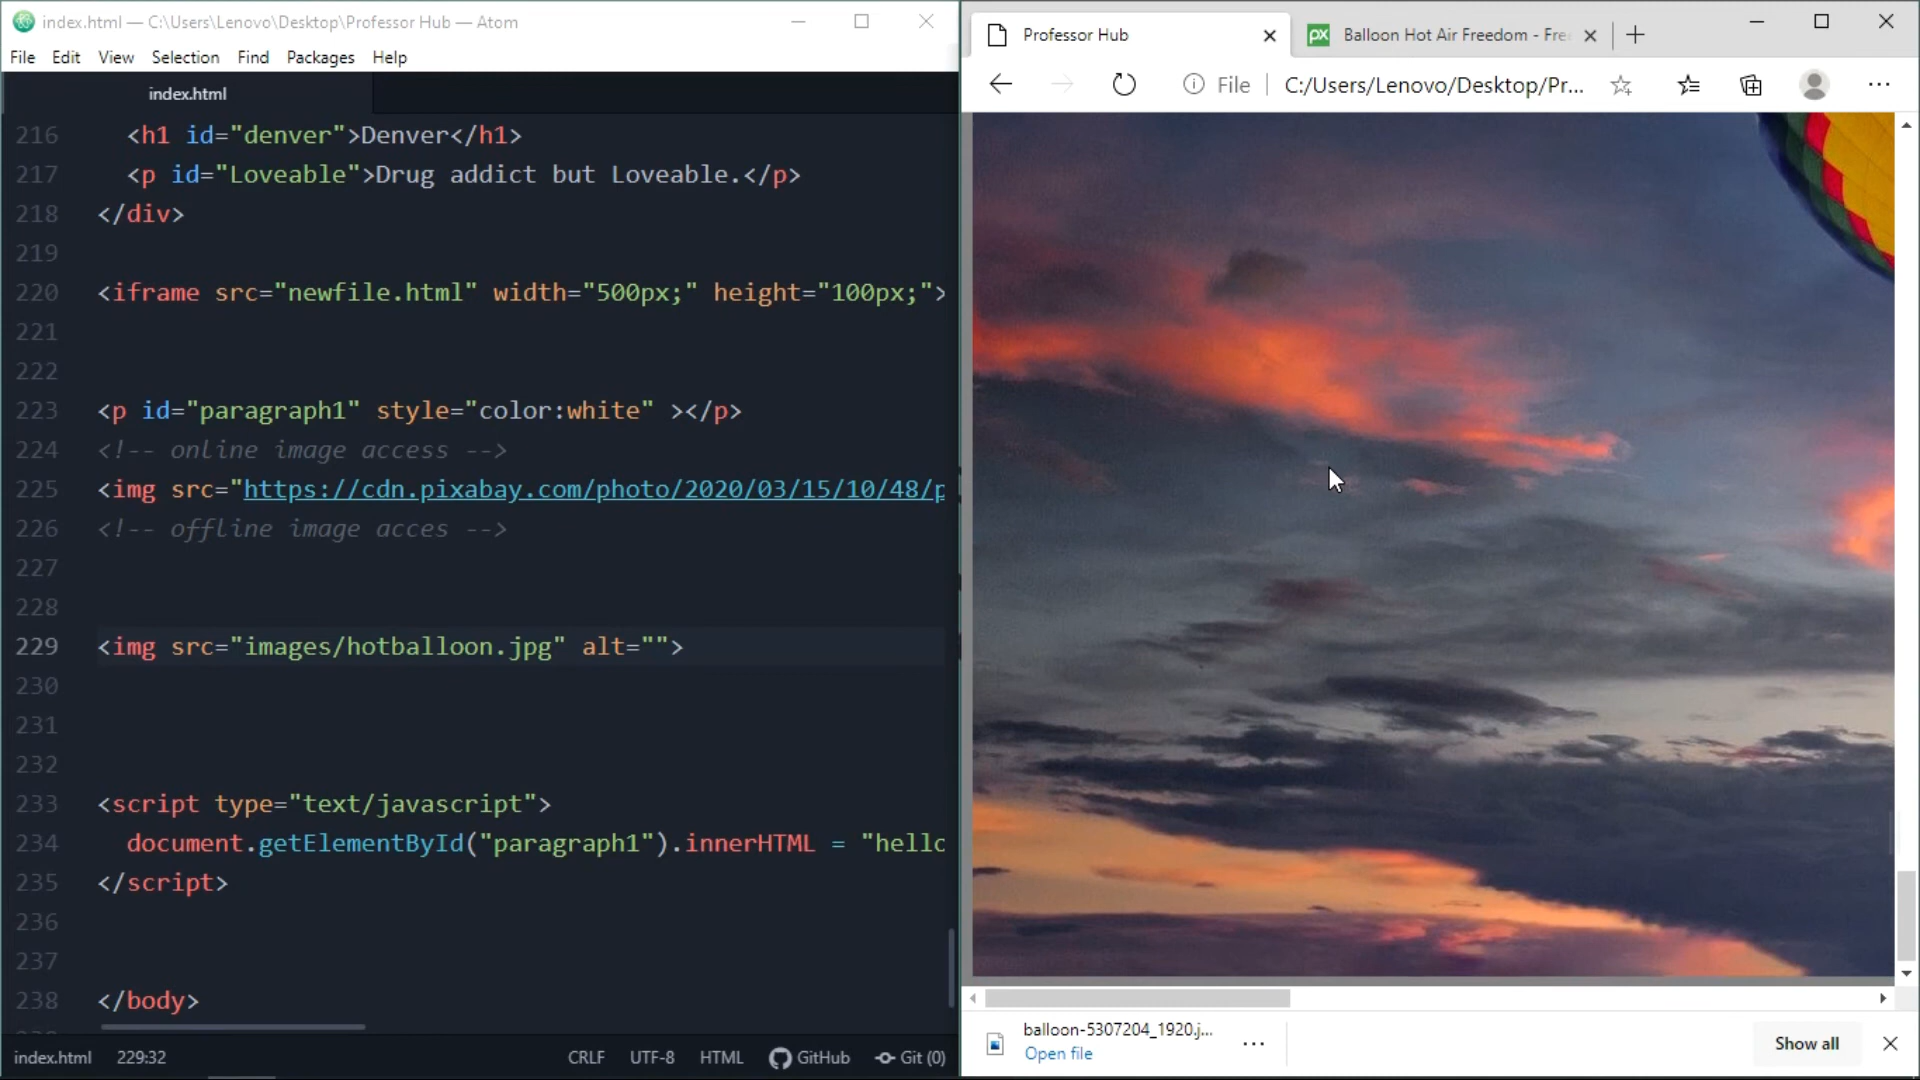 index.html — C:\Users\Lenovo\Desktop\Professor Hub — Atom
File Edit View Selection Find Packages Help
index.html
216 <h1 id="denver">Denver</h1>
217 <p id="Loveable">Drug addict but Loveable.</p>
218 </div>
219
220 <iframe src="newfile.html" width="500px;" height="100px;">
221
222
223 <p id="paragraph1" style="color:white" ></p>
224 <!-- online image access -->
225 <img src="https://cdn.pixabay.com/photo/2020/03/15/10/48/p
226 <!-- offline image acces -->
227
228
229 <img src="images/hotballoon.jpg" alt="">
230
231
232
233 <script type="text/javascript">
234 document.getElementById("paragraph1").innerHTML = "hello
235 </script>
236
237
238 </body>
index.html 229:32 CRLF UTF-8 HTML GitHub Git (0)
Professor Hub
px Balloon Hot Air Freedom - Fre
File C:/Users/Lenovo/Desktop/Pr...
balloon-5307204_1920.j...
Open file
Show all